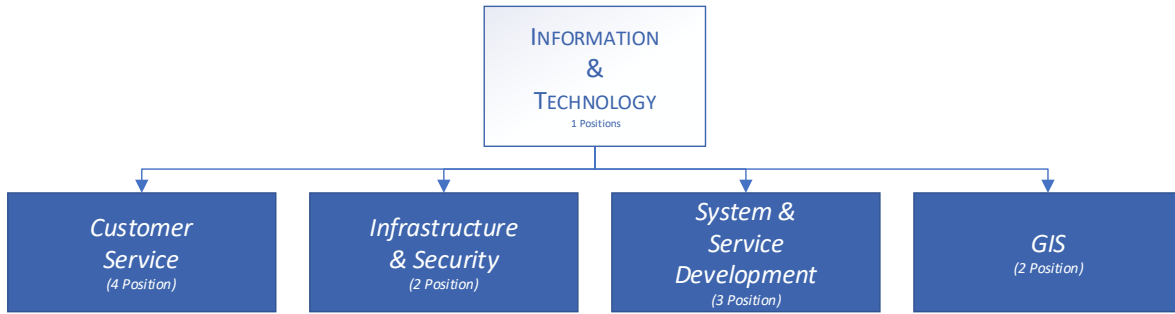 INFORMATION
&
TECHNOLOGY
1 Positions
Customer
Service
(4 Position)
Infrastructure
& Security
(2 Position)
System &
Service
Development
(3 Position)
GIS
(2 Position)